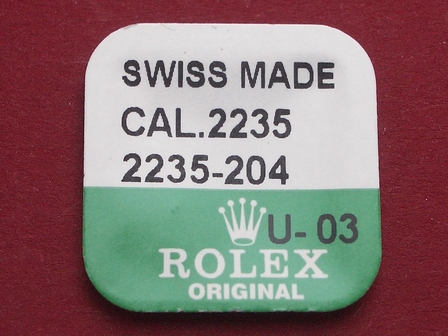 SWISS MADE
CAL.2235
2235-204
U- 03
ROLEX
ORIGINAL